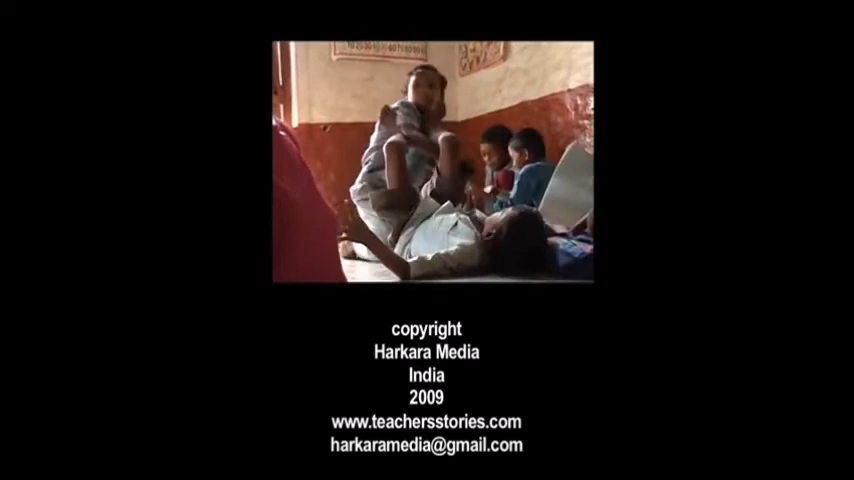 copyright
Harkara Media
India
2009
www.teachersstories.com
harkaramedia@gmail.com